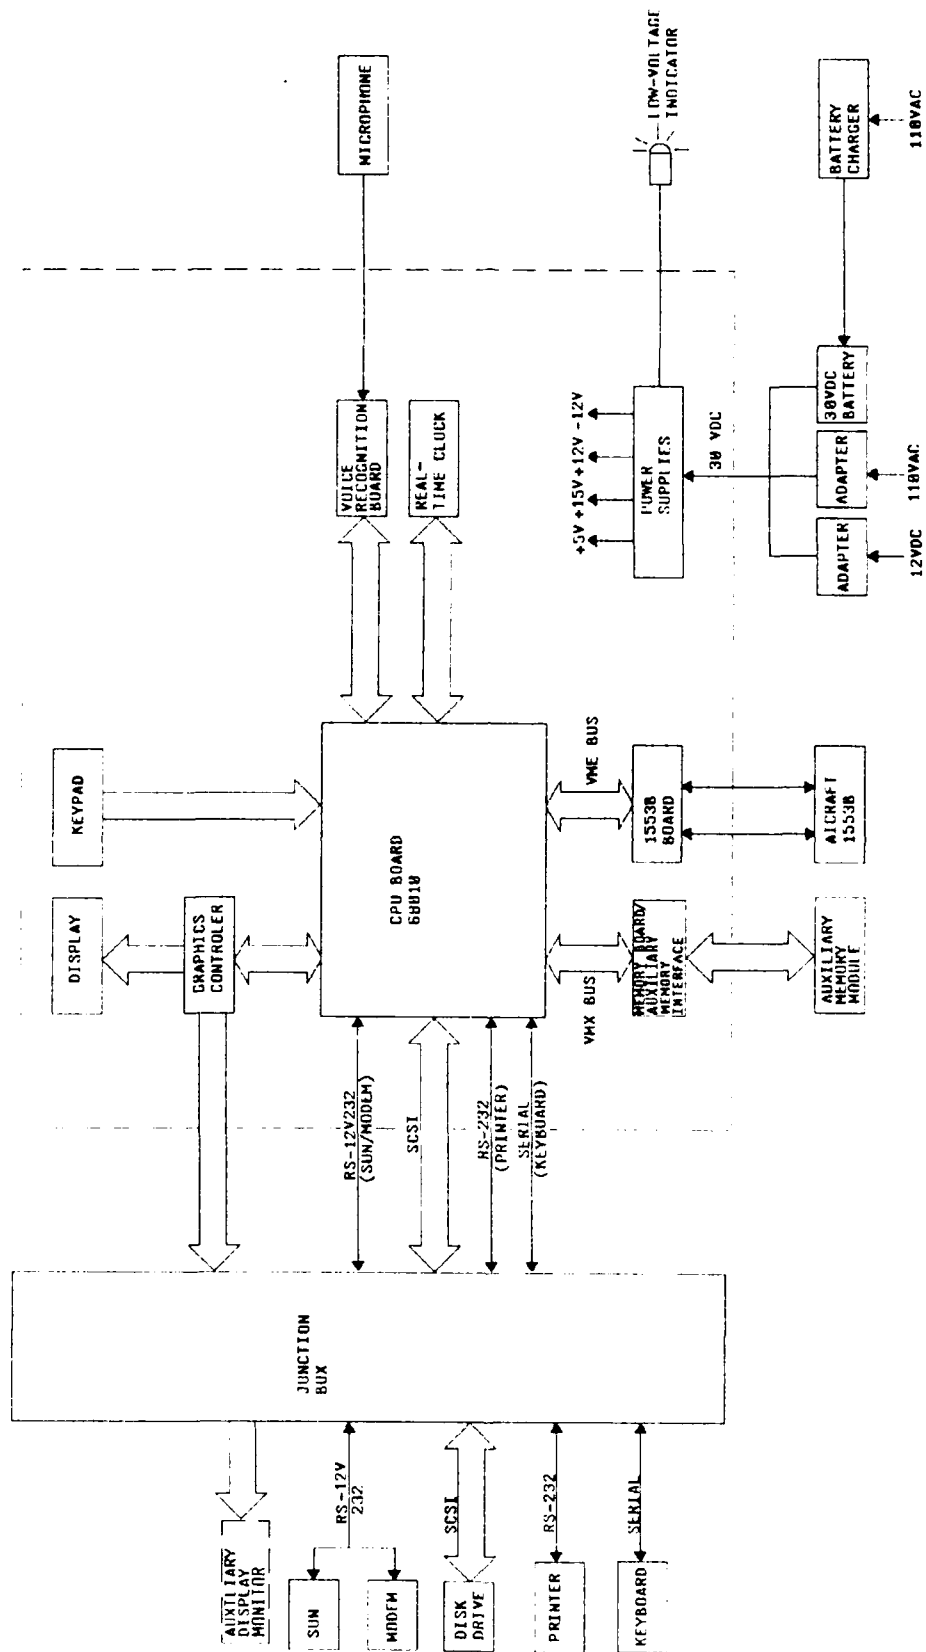 AUXILIARY
DISPLAY
MONITOR
SUN
MODEM
DISK
DRIVE
PRINTER
KEYBOARD
RS-12V
232
SCSI
RS-232
SERIAL
JUNCTION
BOX
RS-12V232
(SUN/MODEM)
SCSI
RS-232
(PRINTER)
SERIAL
(KEYBOARD)
DISPLAY
GRAPHICS
CONTROLER
KEYPAD
CPU BOARD
68010
VMX BUS
VME BUS
MEMORY BOARD/
AUXILIARY
MEMORY
INTERFACE
1553B
BOARD
AUXILIARY
MEMORY
MODULE
AICRAFT
1553B
VOICE
RECOGNITION
BOARD
REAL-
TIME CLOCK
MICROPHONE
+5V +15V +12V -12V
POWER
SUPPLIES
30 VDC
LOW-VOLTAGE
INDICATOR
ADAPTER
ADAPTER
30VDC
BATTERY
BATTERY
CHARGER
12VDC
110VAC
110VAC